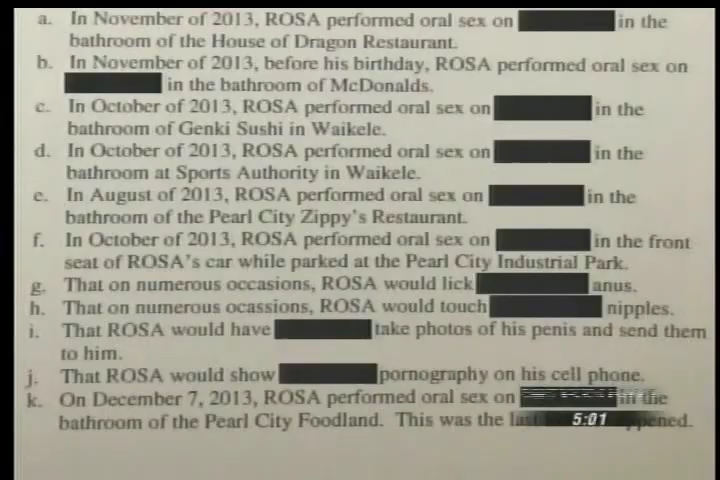 a. In November of 2013, ROSA performed oral sex on in the
bathroom of the House of Dragon Restaurant.
b. In November of 2013, before his birthday, ROSA performed oral sex on
in the bathroom of McDonalds.
c. In October of 2013, ROSA performed oral sex on in the
bathroom of Genki Sushi in Waikele.
d. In October of 2013, ROSA performed oral sex on in the
bathroom at Sports Authority in Waikele.
e. In August of 2013, ROSA performed oral sex on in the
bathroom of the Pearl City Zippy's Restaurant.
f. In October of 2013, ROSA performed oral sex on in the front
seat of ROSA's car while parked at the Pearl City Industrial Park.
g. That on numerous occasions, ROSA would lick anus.
h. That on numerous ocassions, ROSA would touch nipples.
i. That ROSA would have take photos of his penis and send them
to him.
j. That ROSA would show pornography on his cell phone.
k. On December 7, 2013, ROSA performed oral sex on in the
bathroom of the Pearl City Foodland. This was the 5:01